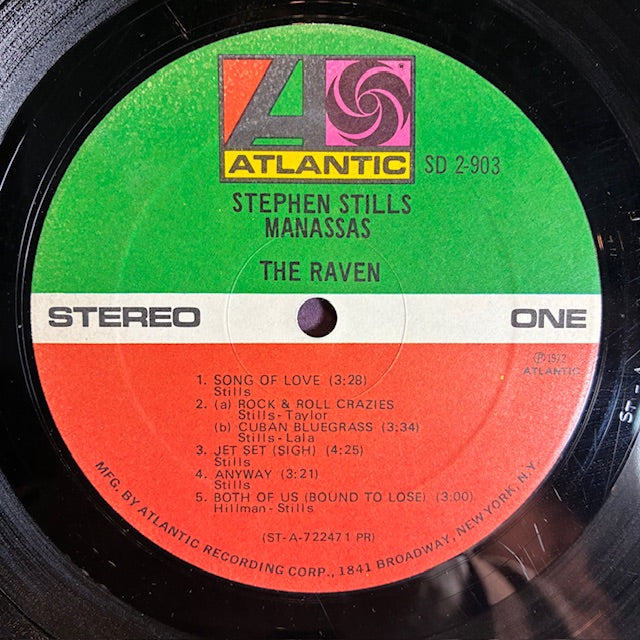 ATLANTIC
SD 2-903
STEPHEN STILLS
MANASSAS
THE RAVEN
STEREO
ONE
℗ 1972
ATLANTIC
1. SONG OF LOVE (3:28)
Stills
2. (a) ROCK & ROLL CRAZIES
Stills-Taylor
(b) CUBAN BLUEGRASS (3:34)
Stills-Lala
3. JET SET (SIGH) (4:25)
Stills
4. ANYWAY (3:21)
Stills
5. BOTH OF US (BOUND TO LOSE) (3:00)
Hillman-Stills
(ST-A-722471 PR)
MFG. BY ATLANTIC RECORDING CORP., 1841 BROADWAY, NEW YORK, N.Y.